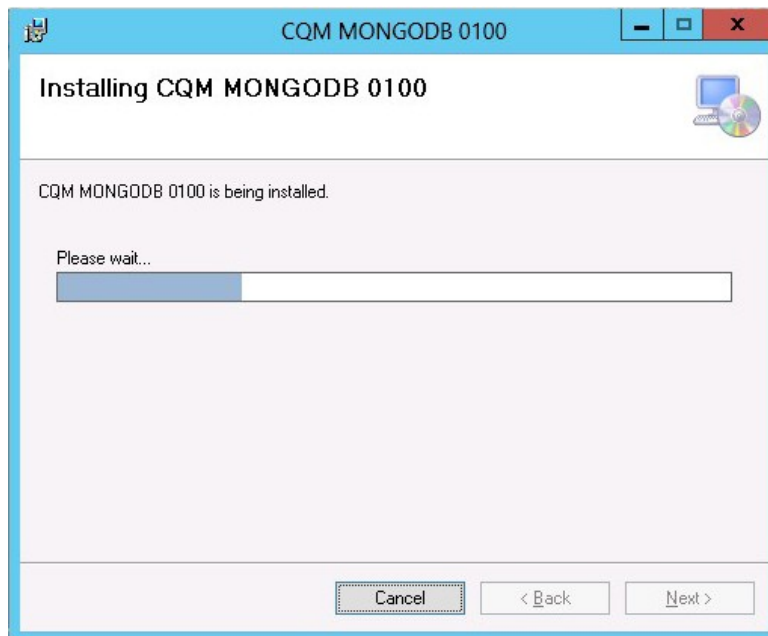 CQM MONGODB 0100
Installing CQM MONGODB 0100
CQM MONGODB 0100 is being installed.
Please wait...
Cancel
< Back
Next >